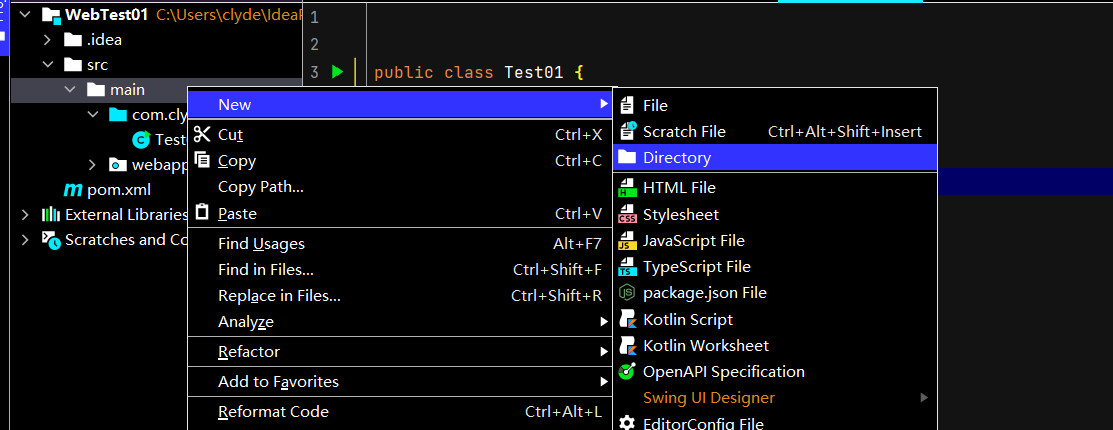 WebTest01 C:\Users\clyde\IdeaP
.idea
src
main
com.cly
Test
webapp
pom.xml
External Libraries
Scratches and Co
1
2
3 public class Test01 {
New
Cut Ctrl+X
Copy Ctrl+C
Copy Path...
Paste Ctrl+V
Find Usages Alt+F7
Find in Files... Ctrl+Shift+F
Replace in Files... Ctrl+Shift+R
Analyze
Refactor
Add to Favorites
Reformat Code Ctrl+Alt+L
File
Scratch File Ctrl+Alt+Shift+Insert
Directory
HTML File
Stylesheet
JavaScript File
TypeScript File
package.json File
Kotlin Script
Kotlin Worksheet
OpenAPI Specification
Swing UI Designer
EditorConfig File